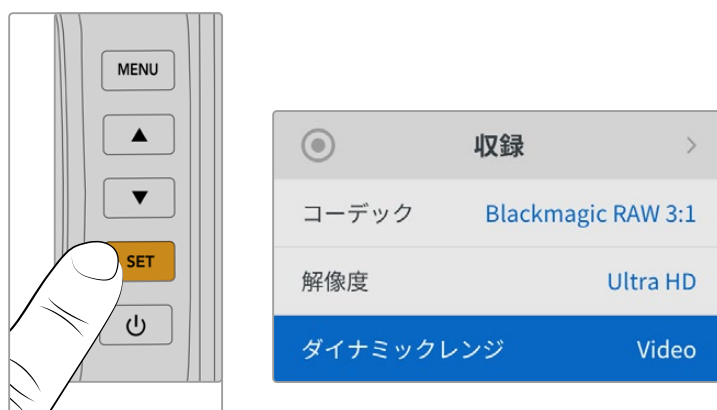 MENU
▲
▼
SET
収録
コーデック Blackmagic RAW 3:1
解像度 Ultra HD
ダイナミックレンジ Video